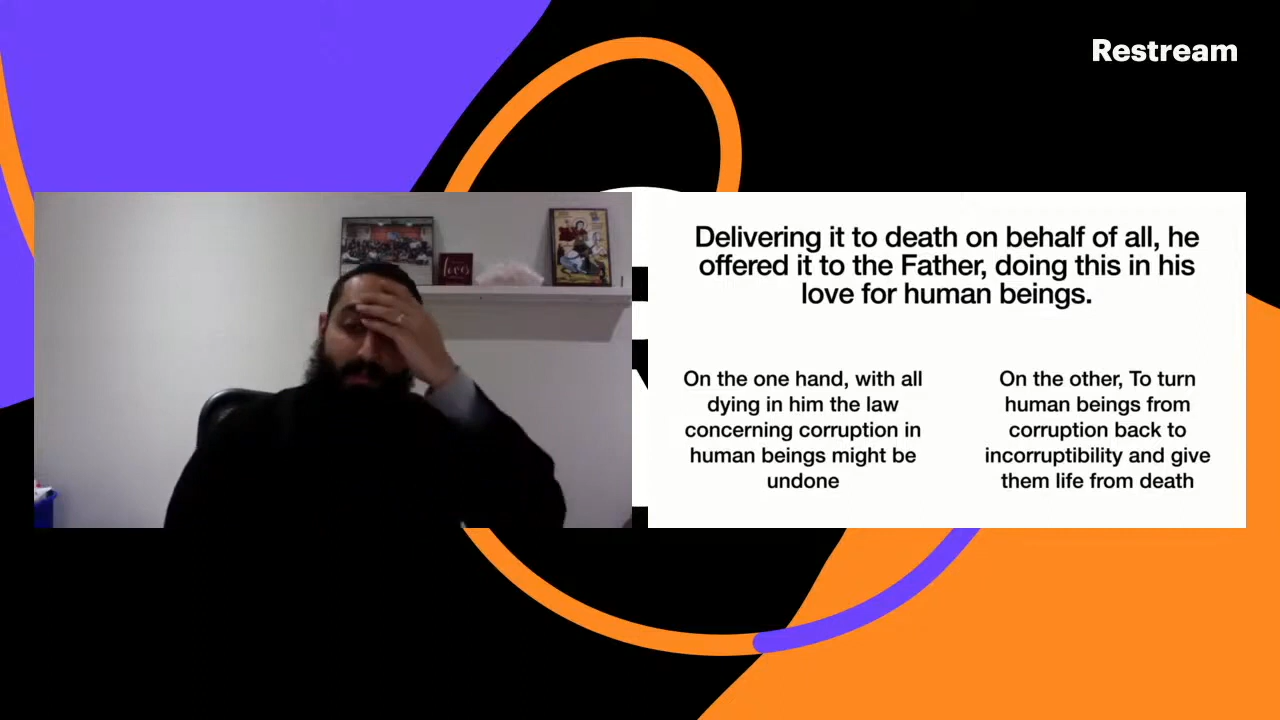 Restream
Delivering it to death on behalf of all, he
offered it to the Father, doing this in his
love for human beings.
On the one hand, with all
dying in him the law
concerning corruption in
human beings might be
undone
On the other, To turn
human beings from
corruption back to
incorruptibility and give
them life from death